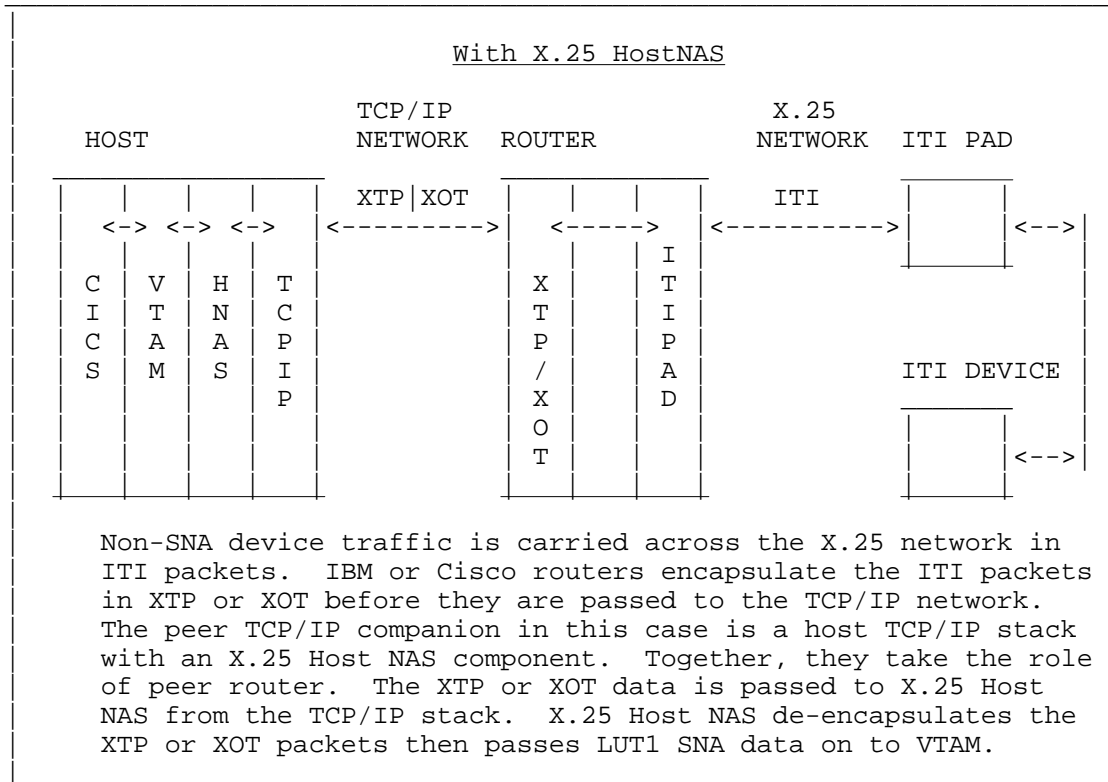 With X.25 HostNAS
TCP/IP X.25
HOST NETWORK ROUTER NETWORK ITI PAD
XTP|XOT ITI
<-> <-> <-> <---------> <-----> <----------> <-->
I
C V H T X T
I T N C T I
C A A P P P
S M S I / A ITI DEVICE
P X D
O
T <-->
Non-SNA device traffic is carried across the X.25 network in
ITI packets. IBM or Cisco routers encapsulate the ITI packets
in XTP or XOT before they are passed to the TCP/IP network.
The peer TCP/IP companion in this case is a host TCP/IP stack
with an X.25 Host NAS component. Together, they take the role
of peer router. The XTP or XOT data is passed to X.25 Host
NAS from the TCP/IP stack. X.25 Host NAS de-encapsulates the
XTP or XOT packets then passes LUT1 SNA data on to VTAM.